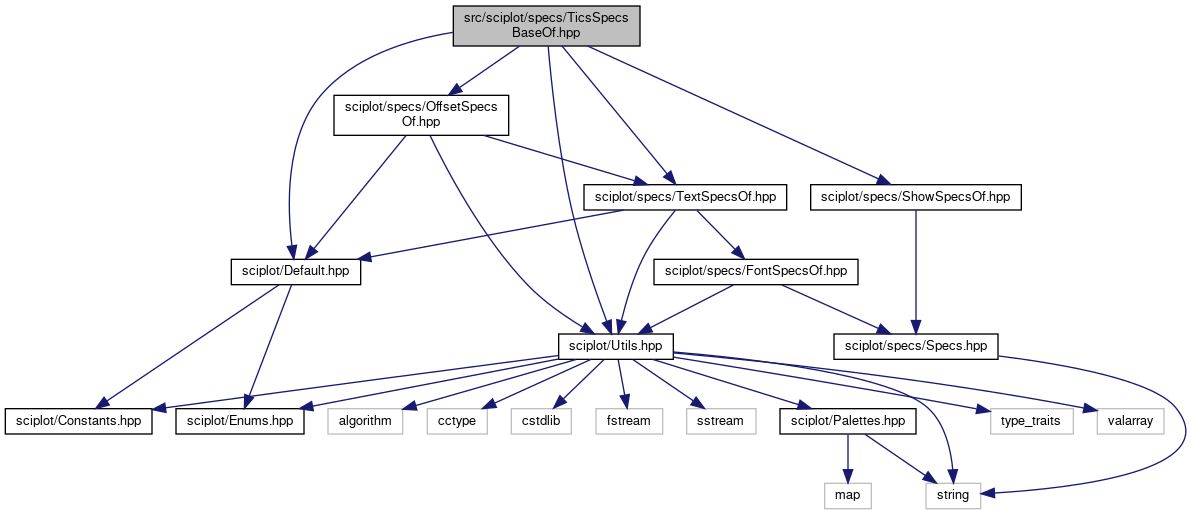 src/sciplot/specs/TicsSpecs
BaseOf.hpp
sciplot/specs/OffsetSpecs
Of.hpp
sciplot/specs/TextSpecsOf.hpp
sciplot/specs/ShowSpecsOf.hpp
sciplot/Default.hpp
sciplot/specs/FontSpecsOf.hpp
sciplot/Utils.hpp
sciplot/specs/Specs.hpp
sciplot/Constants.hpp
sciplot/Enums.hpp
algorithm
cctype
cstdlib
fstream
sstream
sciplot/Palettes.hpp
type_traits
valarray
map
string